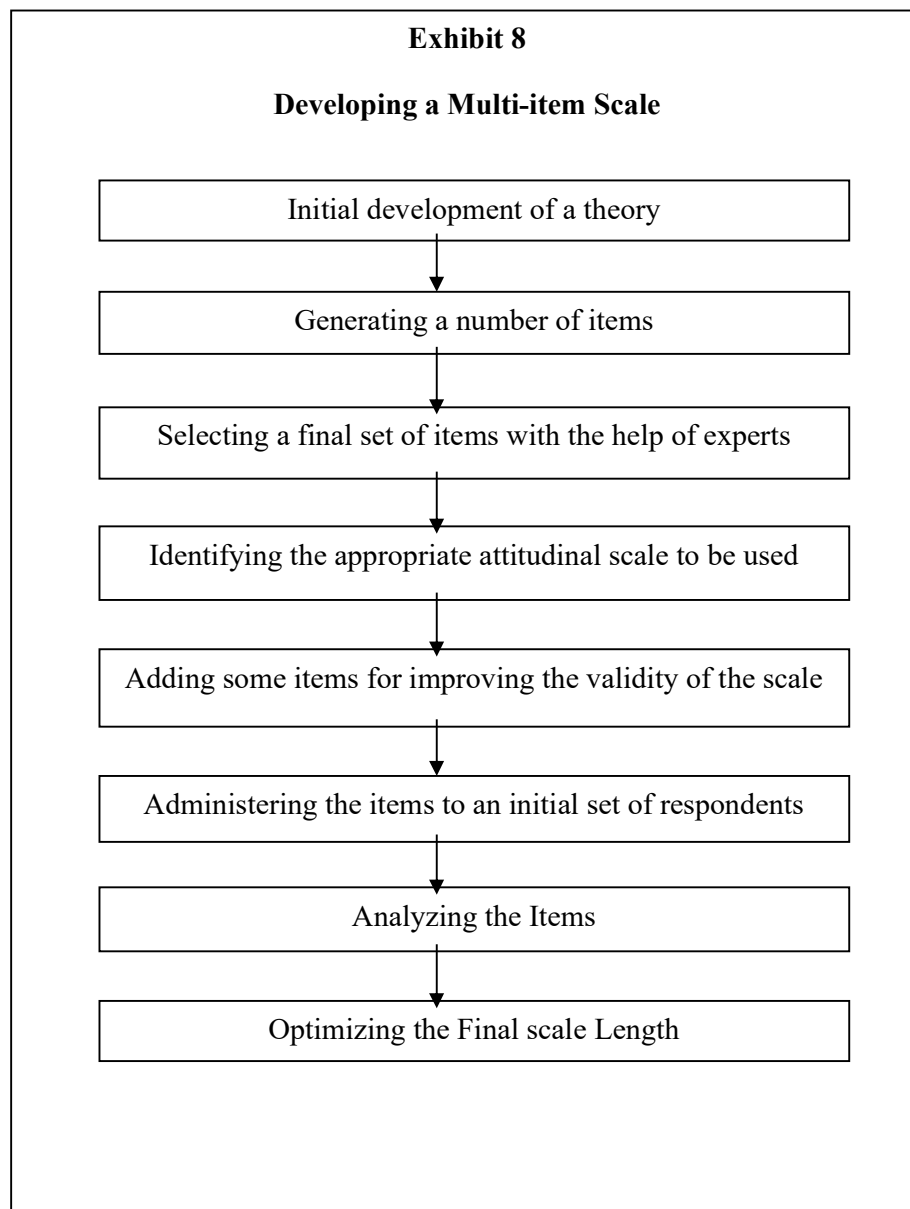 Exhibit 8
Developing a Multi-item Scale
Initial development of a theory
Generating a number of items
Selecting a final set of items with the help of experts
Identifying the appropriate attitudinal scale to be used
Adding some items for improving the validity of the scale
Administering the items to an initial set of respondents
Analyzing the Items
Optimizing the Final scale Length